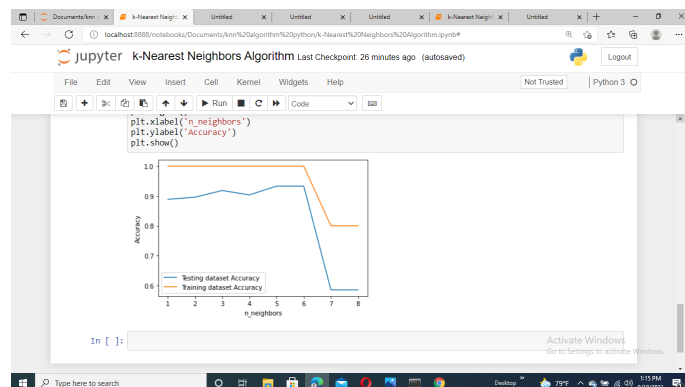 Documents/knn
k-Nearest Neighb
Untitled
Untitled
Untitled
k-Nearest Neighb
Untitled
localhost:8888/notebooks/Documents/knn%20algorithm%20python/k-Nearest%20Neighbors%20Algorithm.ipynb#
jupyter k-Nearest Neighbors Algorithm Last Checkpoint: 26 minutes ago (autosaved)
Logout
File Edit View Insert Cell Kernel Widgets Help
Not Trusted
Python 3
Run
Code
plt.xlabel('n_neighbors')
plt.ylabel('Accuracy')
plt.show()
1.0
0.9
0.8
0.7
0.6
Accuracy
Testing dataset Accuracy
Training dataset Accuracy
1 2 3 4 5 6 7 8
n_neighbors
In [ ]:
Activate Windows
Go to Settings to activate Windows.
Type here to search
Desktop
79°F
1:15 PM